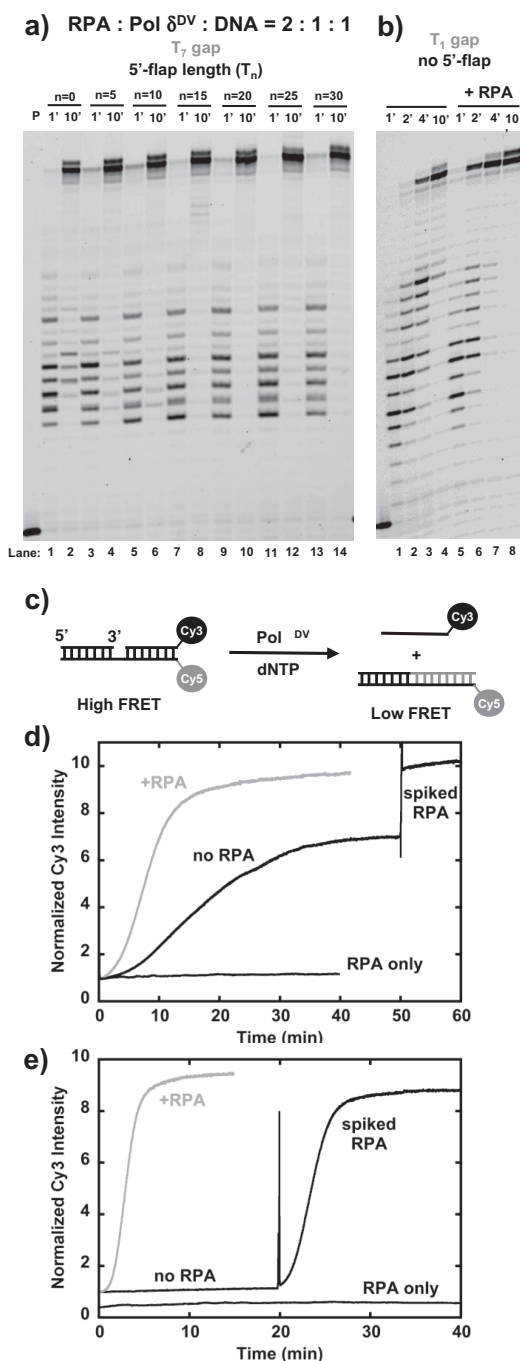 a) RPA : Pol δDV : DNA = 2 : 1 : 1
T7 gap
5'-flap length (Tn)
n=0 n=5 n=10 n=15 n=20 n=25 n=30
P 1' 10' 1' 10' 1' 10' 1' 10' 1' 10' 1' 10' 1' 10'
Lane: 1 2 3 4 5 6 7 8 9 10 11 12 13 14
b)
T1 gap
no 5'-flap
+ RPA
1' 2' 4' 10' 1' 2' 4' 10
1 2 3 4 5 6 7 8
c)
5' 3'
Cy3
Cy5
High FRET
Pol DV
dNTP
Cy3
+
Cy5
Low FRET
d)
Normalized Cy3 Intensity
10
8
6
4
2
0
+RPA
no RPA
spiked
RPA
RPA only
0 10 20 30 40 50 60
Time (min)
e)
Normalized Cy3 Intensity
10
8
6
4
2
0
+RPA
spiked
RPA
no RPA
RPA only
0 10 20 30 40
Time (min)